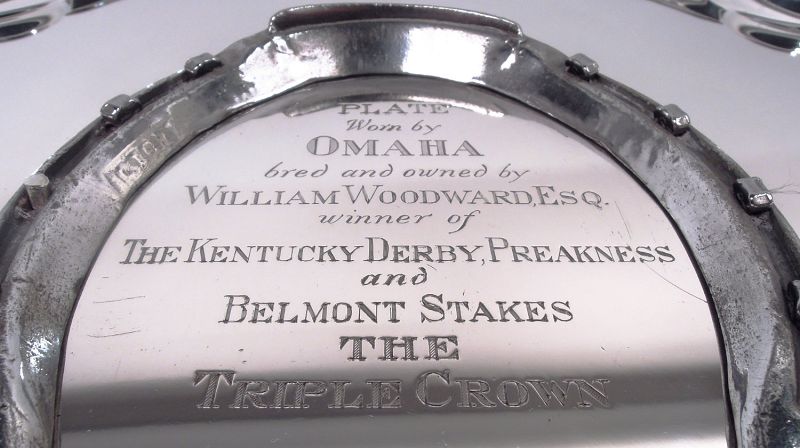 PLATE
Worn by
OMAHA
bred and owned by
WILLIAM WOODWARD, ESQ.
winner of
THE KENTUCKY DERBY, PREAKNESS
and
BELMONT STAKES
THE
TRIPLE CROWN